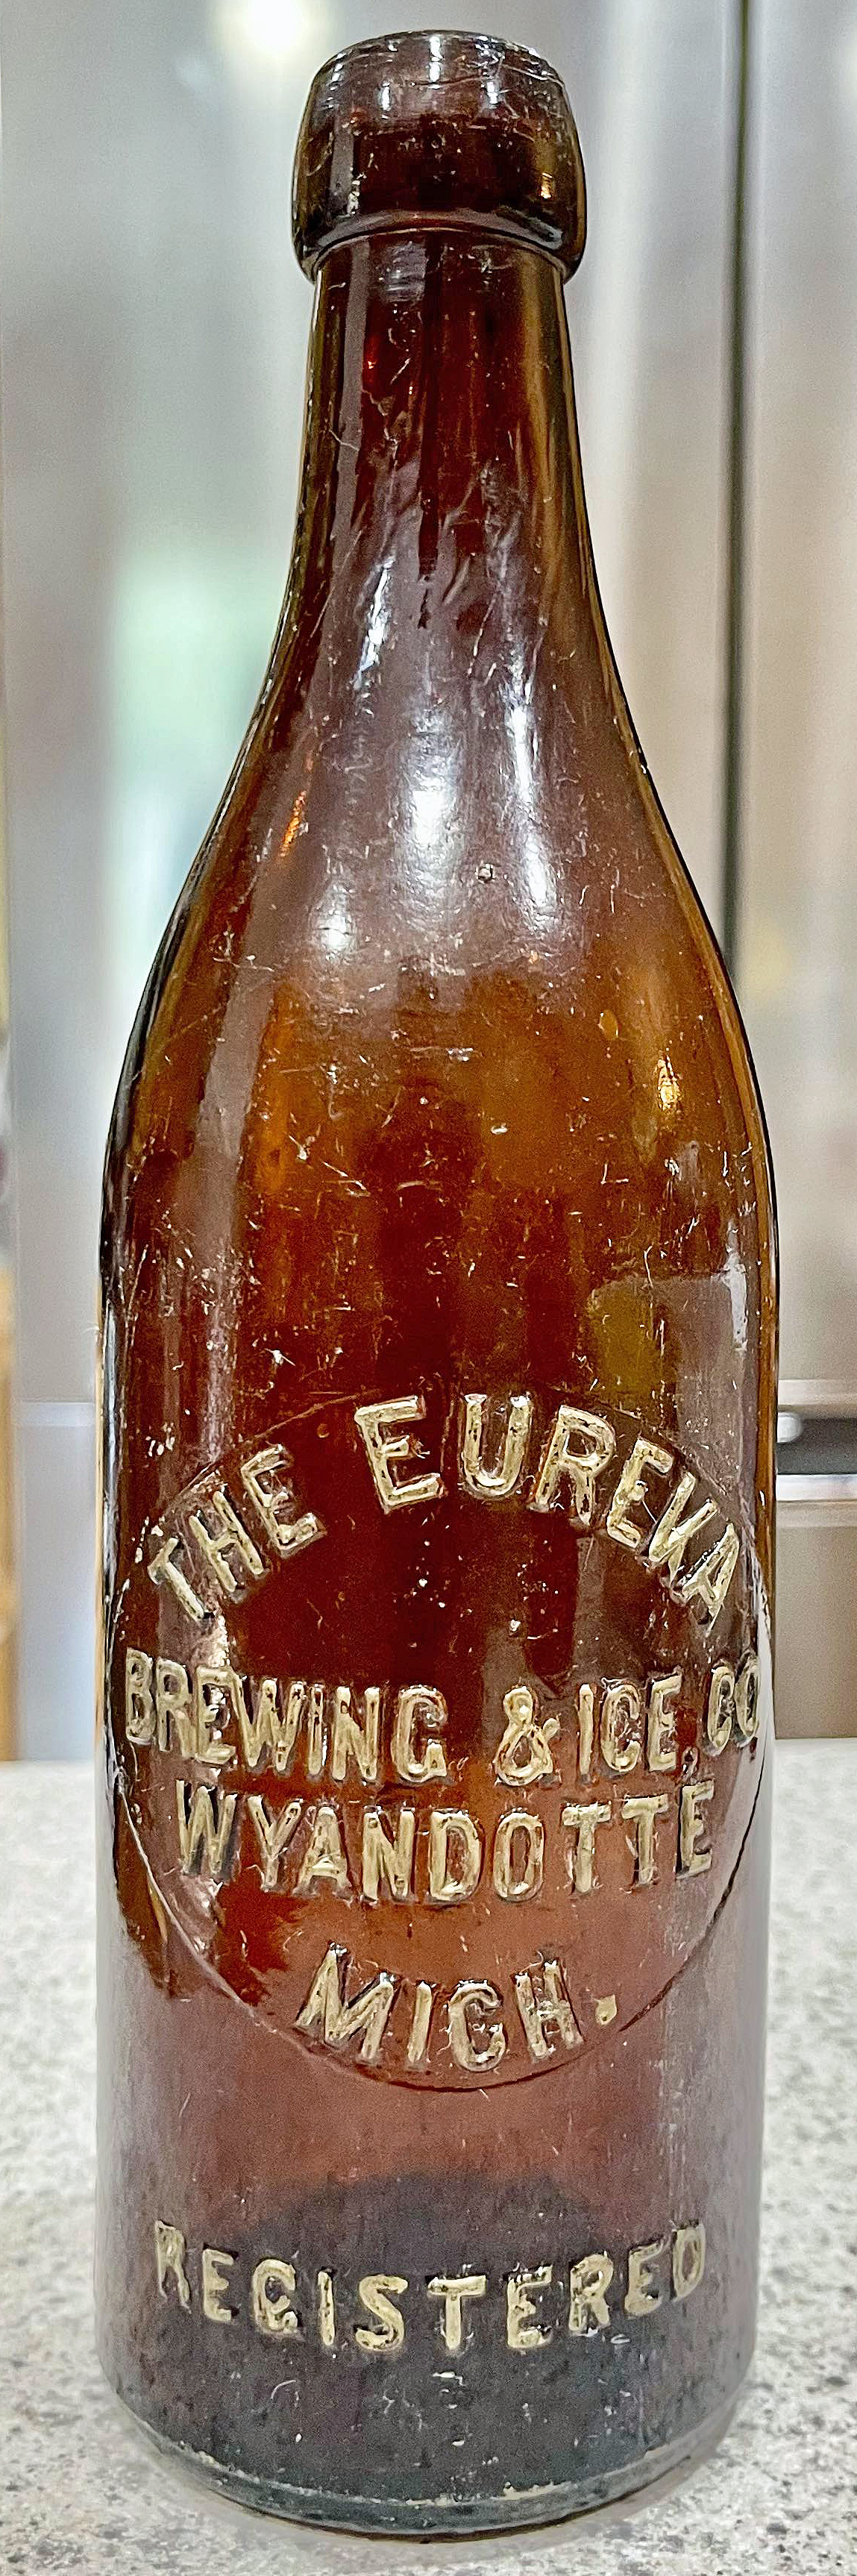 THE EUREKA
BREWING & ICE, CO
WYANDOTTE
MICH.
REGISTERED